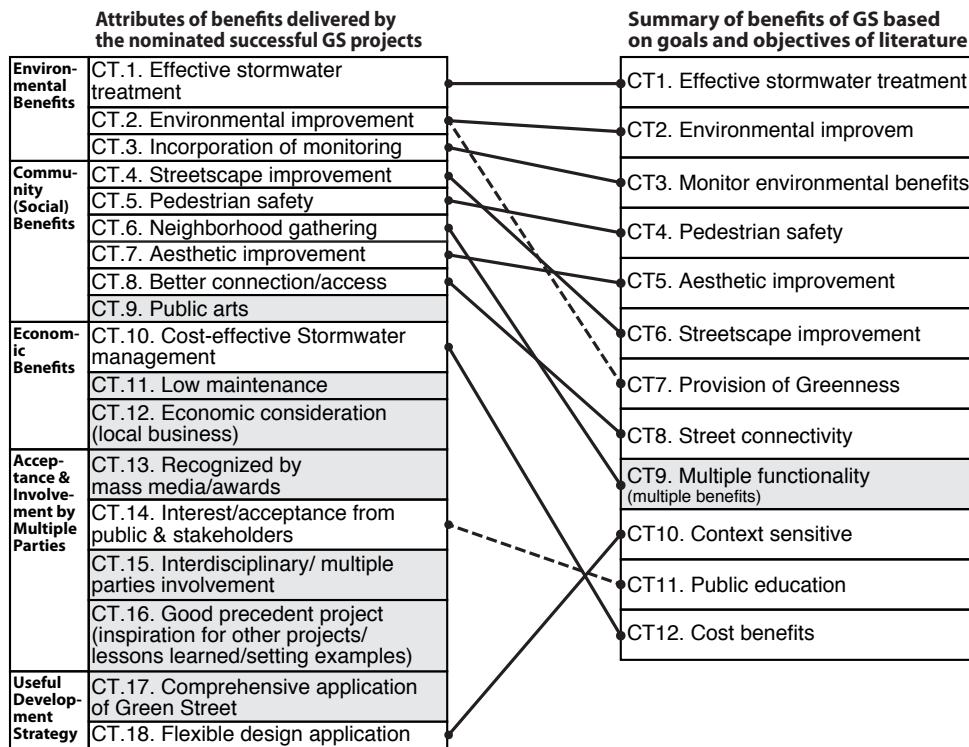 Attributes of benefits delivered by
the nominated successful GS projects
Environ-
mental
Benefits
CT.1. Effective stormwater
treatment
CT.2. Environmental improvement
CT.3. Incorporation of monitoring
Commu-
nity
(Social)
Benefits
CT.4. Streetscape improvement
CT.5. Pedestrian safety
CT.6. Neighborhood gathering
CT.7. Aesthetic improvement
CT.8. Better connection/access
CT.9. Public arts
Econom-
ic
Benefits
CT.10. Cost-effective Stormwater
management
CT.11. Low maintenance
CT.12. Economic consideration
(local business)
Accep-
tance &
Involve-
ment by
Multiple
Parties
CT.13. Recognized by
mass media/awards
CT.14. Interest/acceptance from
public & stakeholders
CT.15. Interdisciplinary/ multiple
parties involvement
CT.16. Good precedent project
(inspiration for other projects/
lessons learned/setting examples)
Useful
Develop-
ment
Strategy
CT.17. Comprehensive application
of Green Street
CT.18. Flexible design application
Summary of benefits of GS based
on goals and objectives of literature
CT1. Effective stormwater treatment
CT2. Environmental improvem
CT3. Monitor environmental benefits
CT4. Pedestrian safety
CT5. Aesthetic improvement
CT6. Streetscape improvement
CT7. Provision of Greenness
CT8. Street connectivity
CT9. Multiple functionality
(multiple benefits)
CT10. Context sensitive
CT11. Public education
CT12. Cost benefits